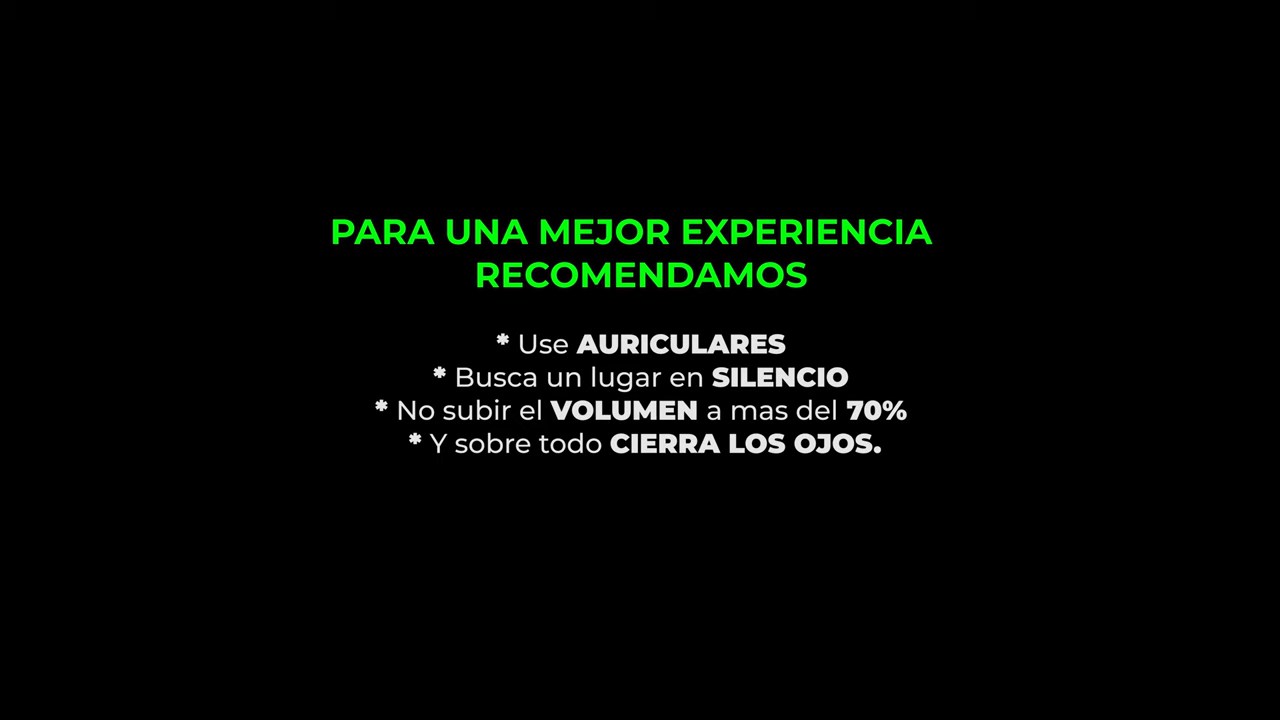 PARA UNA MEJOR EXPERIENCIA
RECOMENDAMOS
* Use AURICULARES
* Busca un lugar en SILENCIO
* No subir el VOLUMEN a mas del 70%
* Y sobre todo CIERRA LOS OJOS.